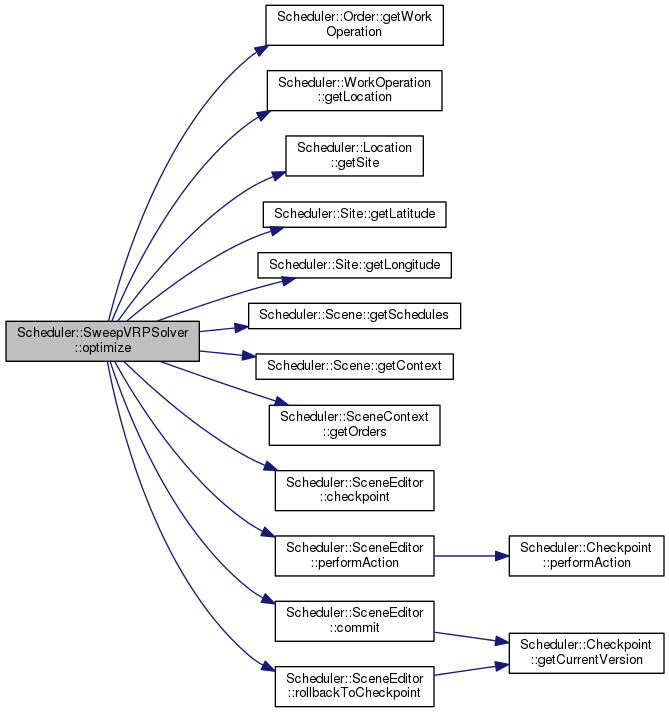 Scheduler::Order::getWork
Operation
Scheduler::WorkOperation
::getLocation
Scheduler::Location
::getSite
Scheduler::Site::getLatitude
Scheduler::Site::getLongitude
Scheduler::Scene::getSchedules
Scheduler::SweepVRPSolver
::optimize
Scheduler::Scene::getContext
Scheduler::SceneContext
::getOrders
Scheduler::SceneEditor
::checkpoint
Scheduler::SceneEditor
::performAction
Scheduler::Checkpoint
::performAction
Scheduler::SceneEditor
::commit
Scheduler::Checkpoint
::getCurrentVersion
Scheduler::SceneEditor
::rollbackToCheckpoint